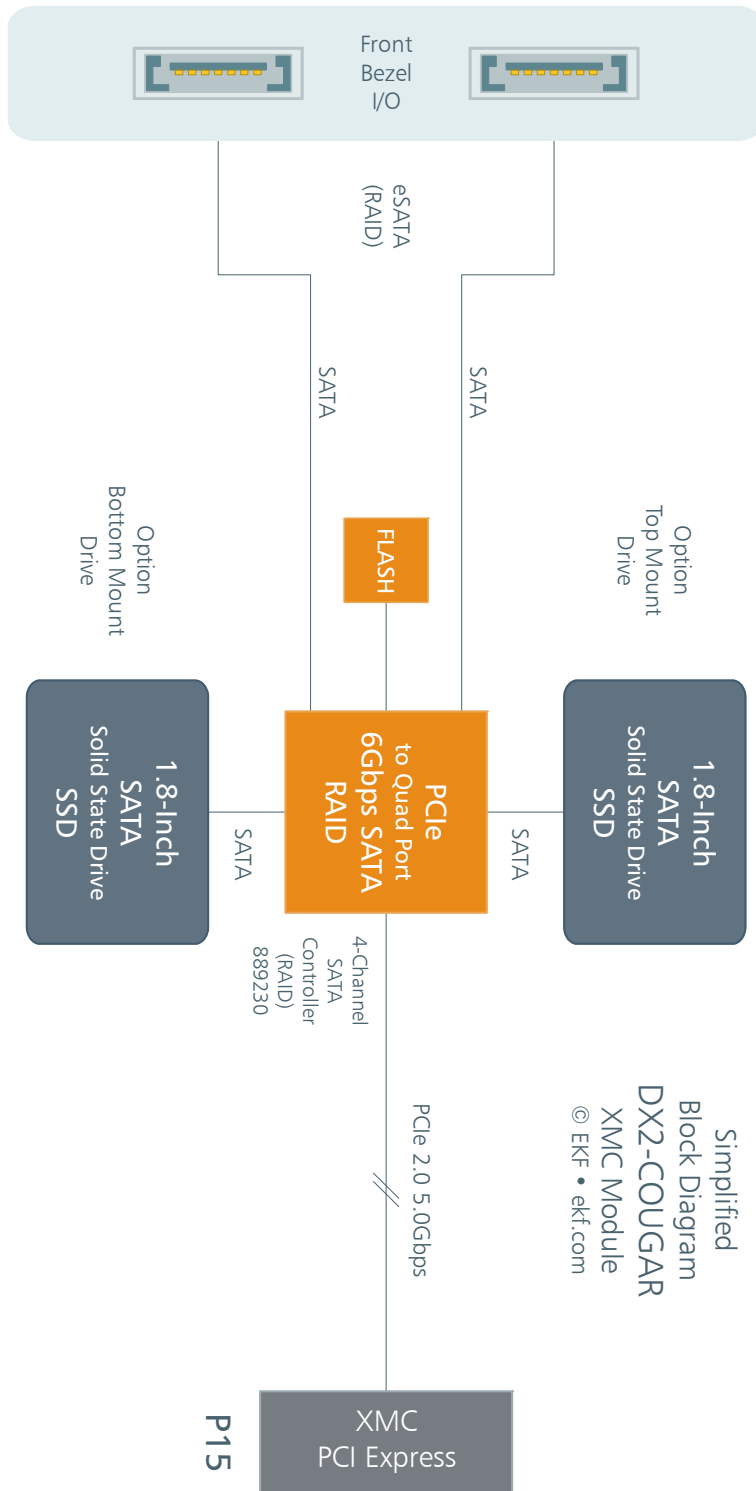 Front
Bezel
I/O
eSATA
(RAID)
SATA
SATA
Option
Bottom Mount
Drive
FLASH
Option
Top Mount
Drive
1.8-Inch
SATA
Solid State Drive
SSD
SATA
PCIe
to Quad Port
6Gbps SATA
RAID
SATA
1.8-Inch
SATA
Solid State Drive
SSD
4-Channel
SATA
Controller
(RAID)
889230
PCIe 2.0 5.0Gbps
Simplified
Block Diagram
DX2-COUGAR
XMC Module
© EKF • ekf.com
P15
XMC
PCI Express